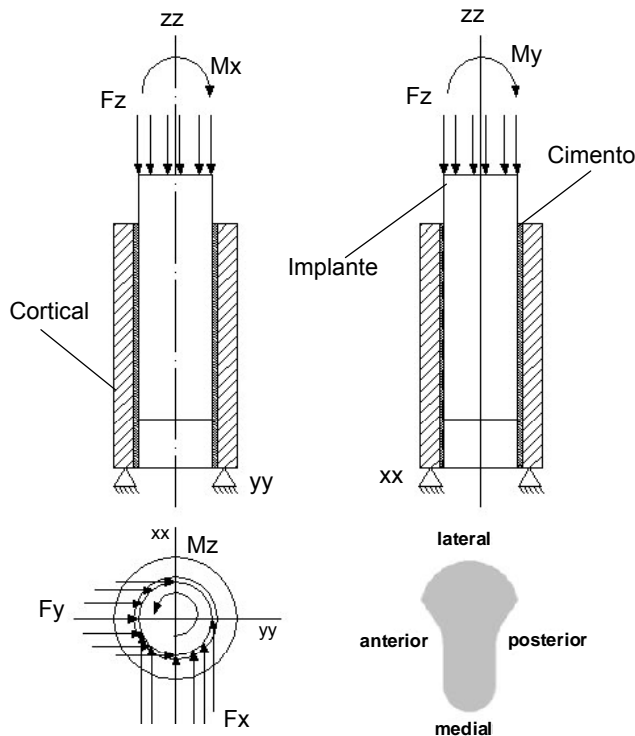 zz
Mx
Fz
Cortical
yy
zz
My
Fz
Cimento
Implante
xx
xx
Mz
Fy
yy
Fx
lateral
anterior
posterior
medial